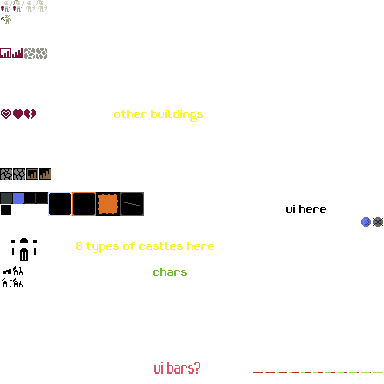 other buildings
ui here
6 types of castles here
chars
ui bars?